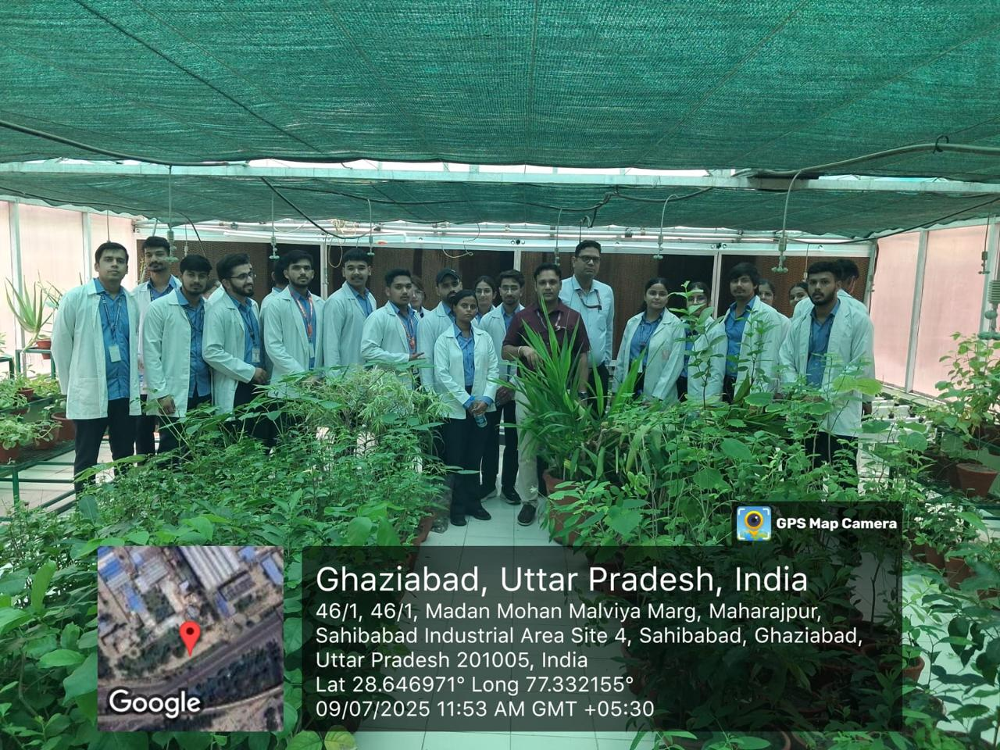 GPS Map Camera
Ghaziabad, Uttar Pradesh, India
46/1, 46/1, Madan Mohan Malviya Marg, Maharajpur,
Sahibabad Industrial Area Site 4, Sahibabad, Ghaziabad,
Uttar Pradesh 201005, India
Lat 28.646971° Long 77.332155°
09/07/2025 11:53 AM GMT +05:30
Google